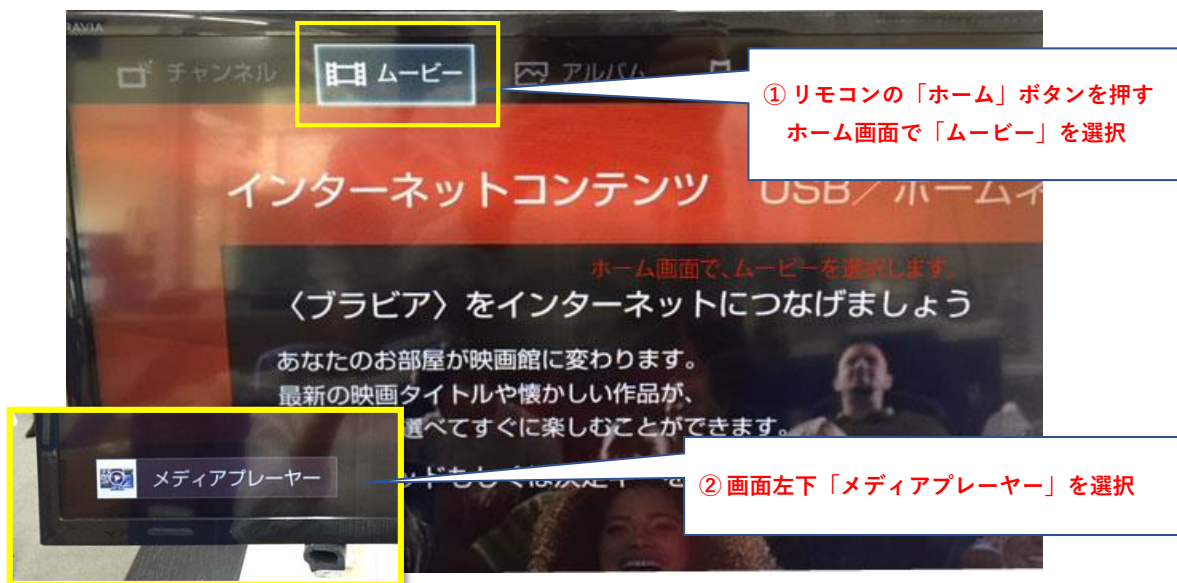 チャンネル
ムービー
アルバム
① リモコンの「ホーム」ボタンを押す
ホーム画面で「ムービー」を選択
インターネットコンテンツ
USB／ホームネ
ホーム画面で、ムービーを選択します。
〈ブラビア〉をインターネットにつなげましょう
あなたのお部屋が映画館に変わります。
最新の映画タイトルや懐かしい作品が、
選べてすぐに楽しむことができます。
メディアプレーヤー
② 画面左下「メディアプレーヤー」を選択